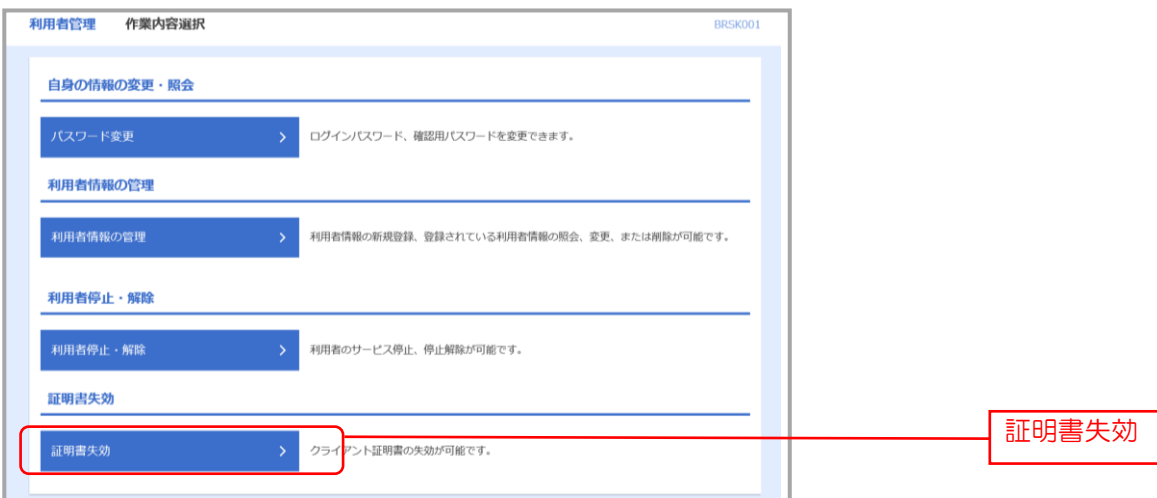 利用者管理 作業内容選択 BRSK001
自身の情報の変更・照会
パスワード変更 ログインパスワード、確認用パスワードを変更できます。
利用者情報の管理
利用者情報の管理 利用者情報の新規登録、登録されている利用者情報の照会、変更、または削除が可能です。
利用者停止・解除
利用者停止・解除 利用者のサービス停止、停止解除が可能です。
証明書失効
証明書失効 クライアント証明書の失効が可能です。
証明書失効